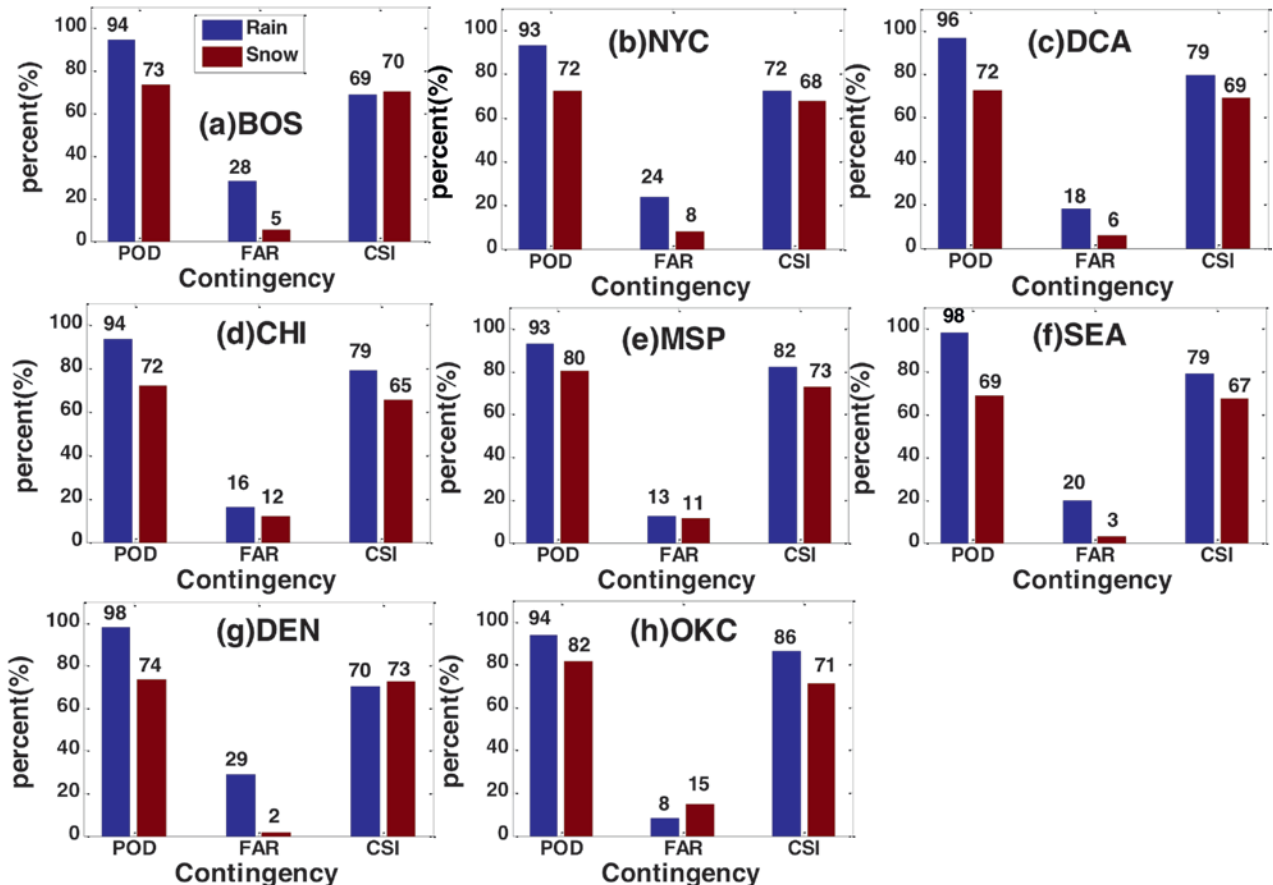 100
80
60
40
20
0
percent(%)
94
73
28
5
69
70
Rain
Snow
(a)BOS
POD FAR CSI
Contingency
100
80
60
40
20
0
percent(%)
93
72
24
8
72
68
(b)NYC
POD FAR CSI
Contingency
100
80
60
40
20
0
percent(%)
96
72
18
6
79
69
(c)DCA
POD FAR CSI
Contingency
100
80
60
40
20
0
percent(%)
94
72
16
12
79
65
(d)CHI
POD FAR CSI
Contingency
100
80
60
40
20
0
percent(%)
93
80
13
11
82
73
(e)MSP
POD FAR CSI
Contingency
100
80
60
40
20
0
percent(%)
98
69
20
3
79
67
(f)SEA
POD FAR CSI
Contingency
100
80
60
40
20
0
percent(%)
98
74
29
2
70
73
(g)DEN
POD FAR CSI
Contingency
100
80
60
40
20
0
percent(%)
94
82
8
15
86
71
(h)OKC
POD FAR CSI
Contingency